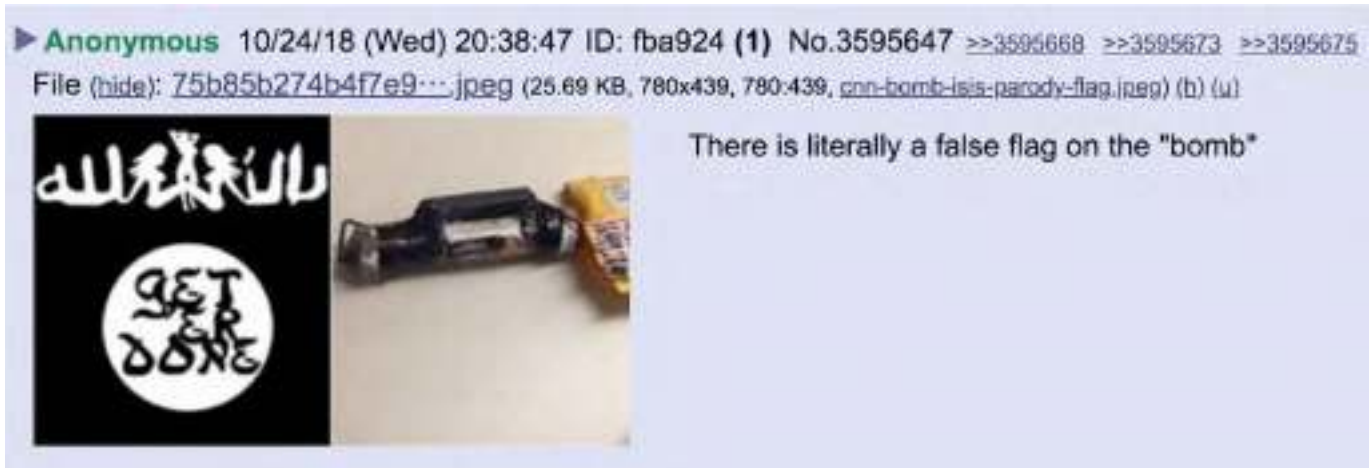 Anonymous 10/24/18 (Wed) 20:38:47 ID: fba924 (1) No.3595647 >>3595668 >>3595673 >>3595675
File (hide): 75b85b274b4f7e9···.jpeg (25.69 KB, 780x439, 780:439, cnn-bomb-isis-parody-flag.jpeg) (h) (u)
There is literally a false flag on the "bomb"
GET
ER
DONE